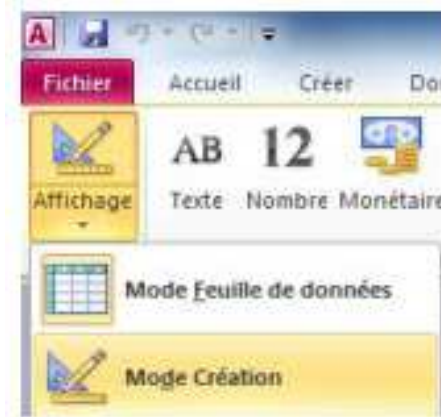 A
Fichier Accueil Créer
AB 12
Affichage Texte Nombre Monétaire
Mode Feuille de données
Mode Création